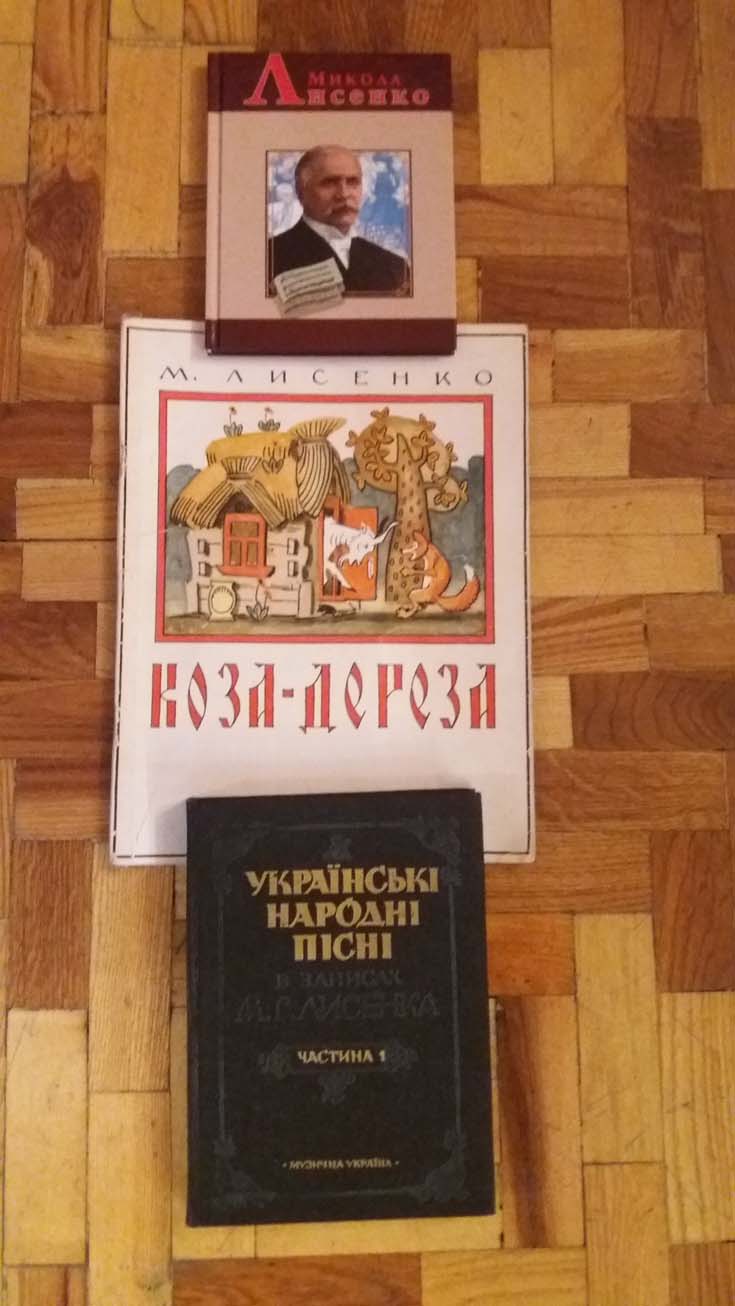 Микола
Лисенко
М. ЛИСЕНКО
КОЗА-ДЕРЕЗА
УКРАЇНСЬКІ
НАРОДНІ
ПІСНІ
В ЗАПИСАХ
М. Г. ЛИСЕНКА
ЧАСТИНА 1
• МУЗИЧНА УКРАЇНА •